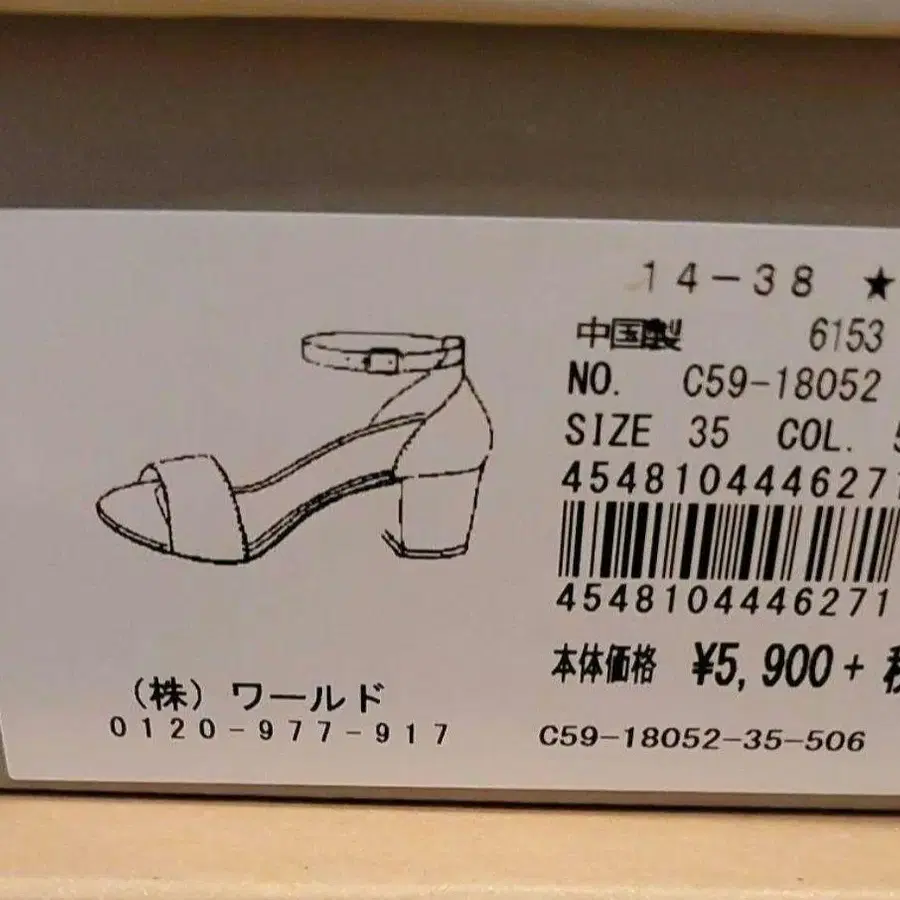 14-38 ★
中国製 6153
NO. C59-18052
SIZE 35 COL.
4548104446271
4548104446271
本体価格 ¥5,900+
C59-18052-35-506
(株) ワールド
0120-977-917